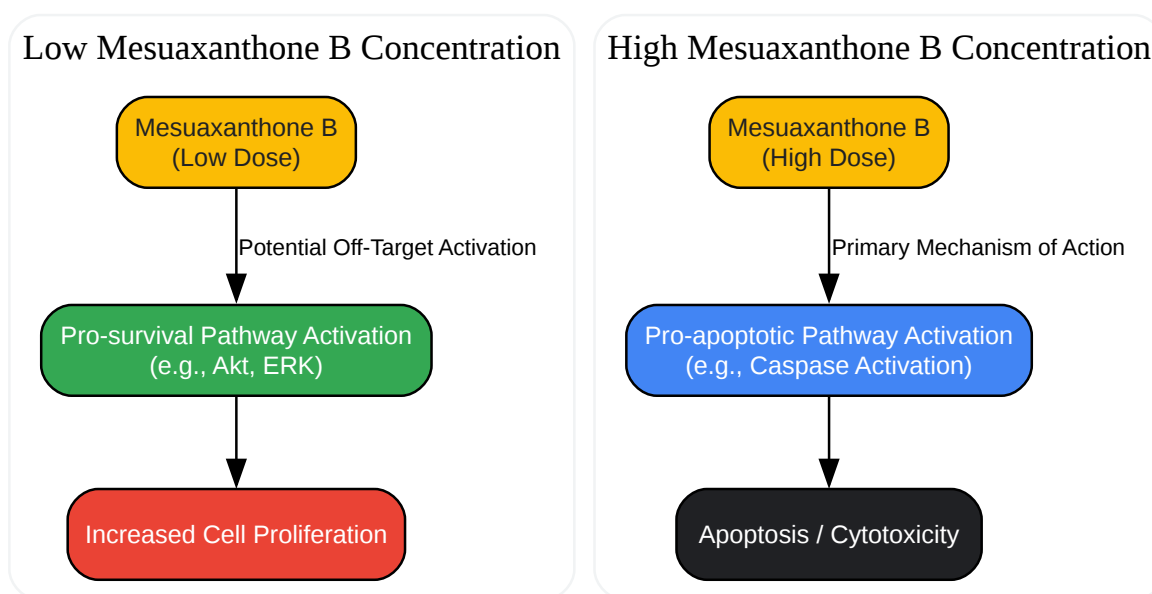 Low Mesuaxanthone B Concentration
Mesuaxanthone B
(Low Dose)
Potential Off-Target Activation
Pro-survival Pathway Activation
(e.g., Akt, ERK)
Increased Cell Proliferation
High Mesuaxanthone B Concentration
Mesuaxanthone B
(High Dose)
Primary Mechanism of Action
Pro-apoptotic Pathway Activation
(e.g., Caspase Activation)
Apoptosis / Cytotoxicity